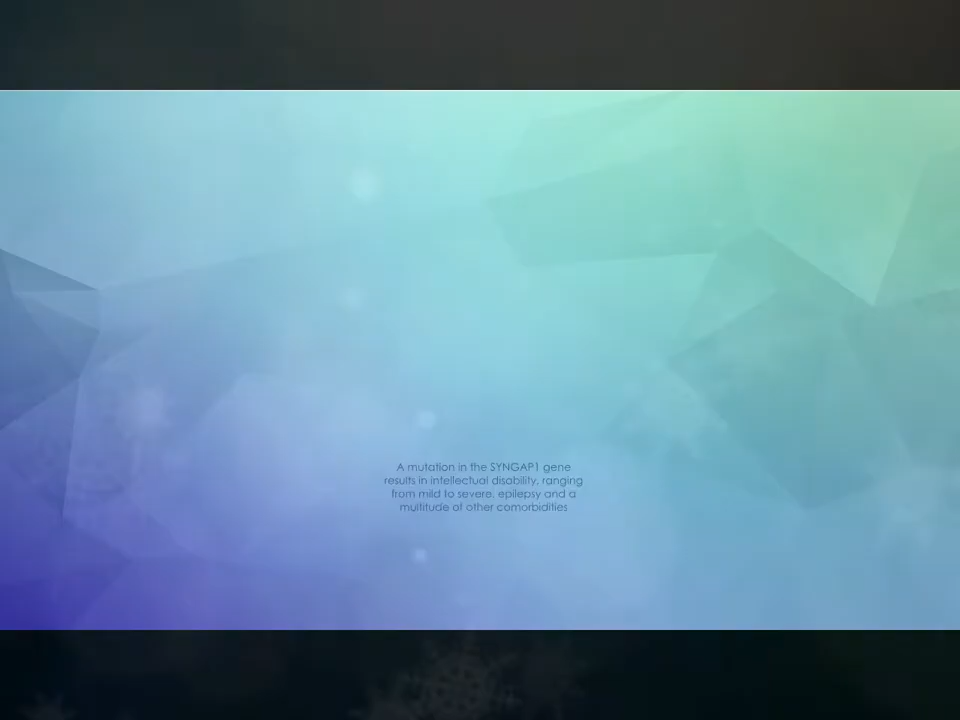 A mutation in the SYNGAP1 gene
results in intellectual disability, ranging
from mild to severe, epilepsy and a
multitude of other comorbidities